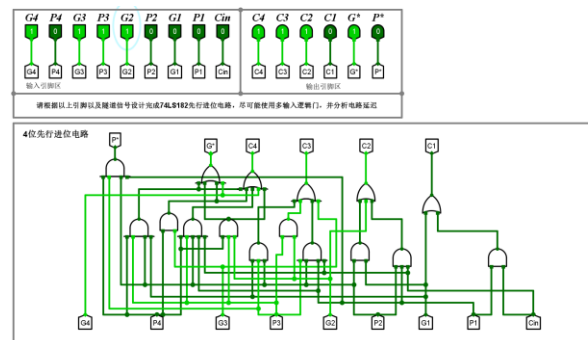 G4 P4 G3 P3 G2 P2 G1 P1 Cin C4 C3 C2 C1 G* P*
1 0 1 1 1 0 0 0 0 1 1 1 0 1 0
G4 P4 G3 P3 G2 P2 G1 P1 Cin C4 C3 C2 C1 G* P*
输入引脚区 输出引脚区
请根据以上引脚以及隧道信号设计完成74LS182先行进位电路，尽可能使用多输入逻辑门，并分析电路延迟
4位先行进位电路
P* G* C4 C3 C2 C1
G4 P4 G3 P3 G2 P2 G1 P1 Cin